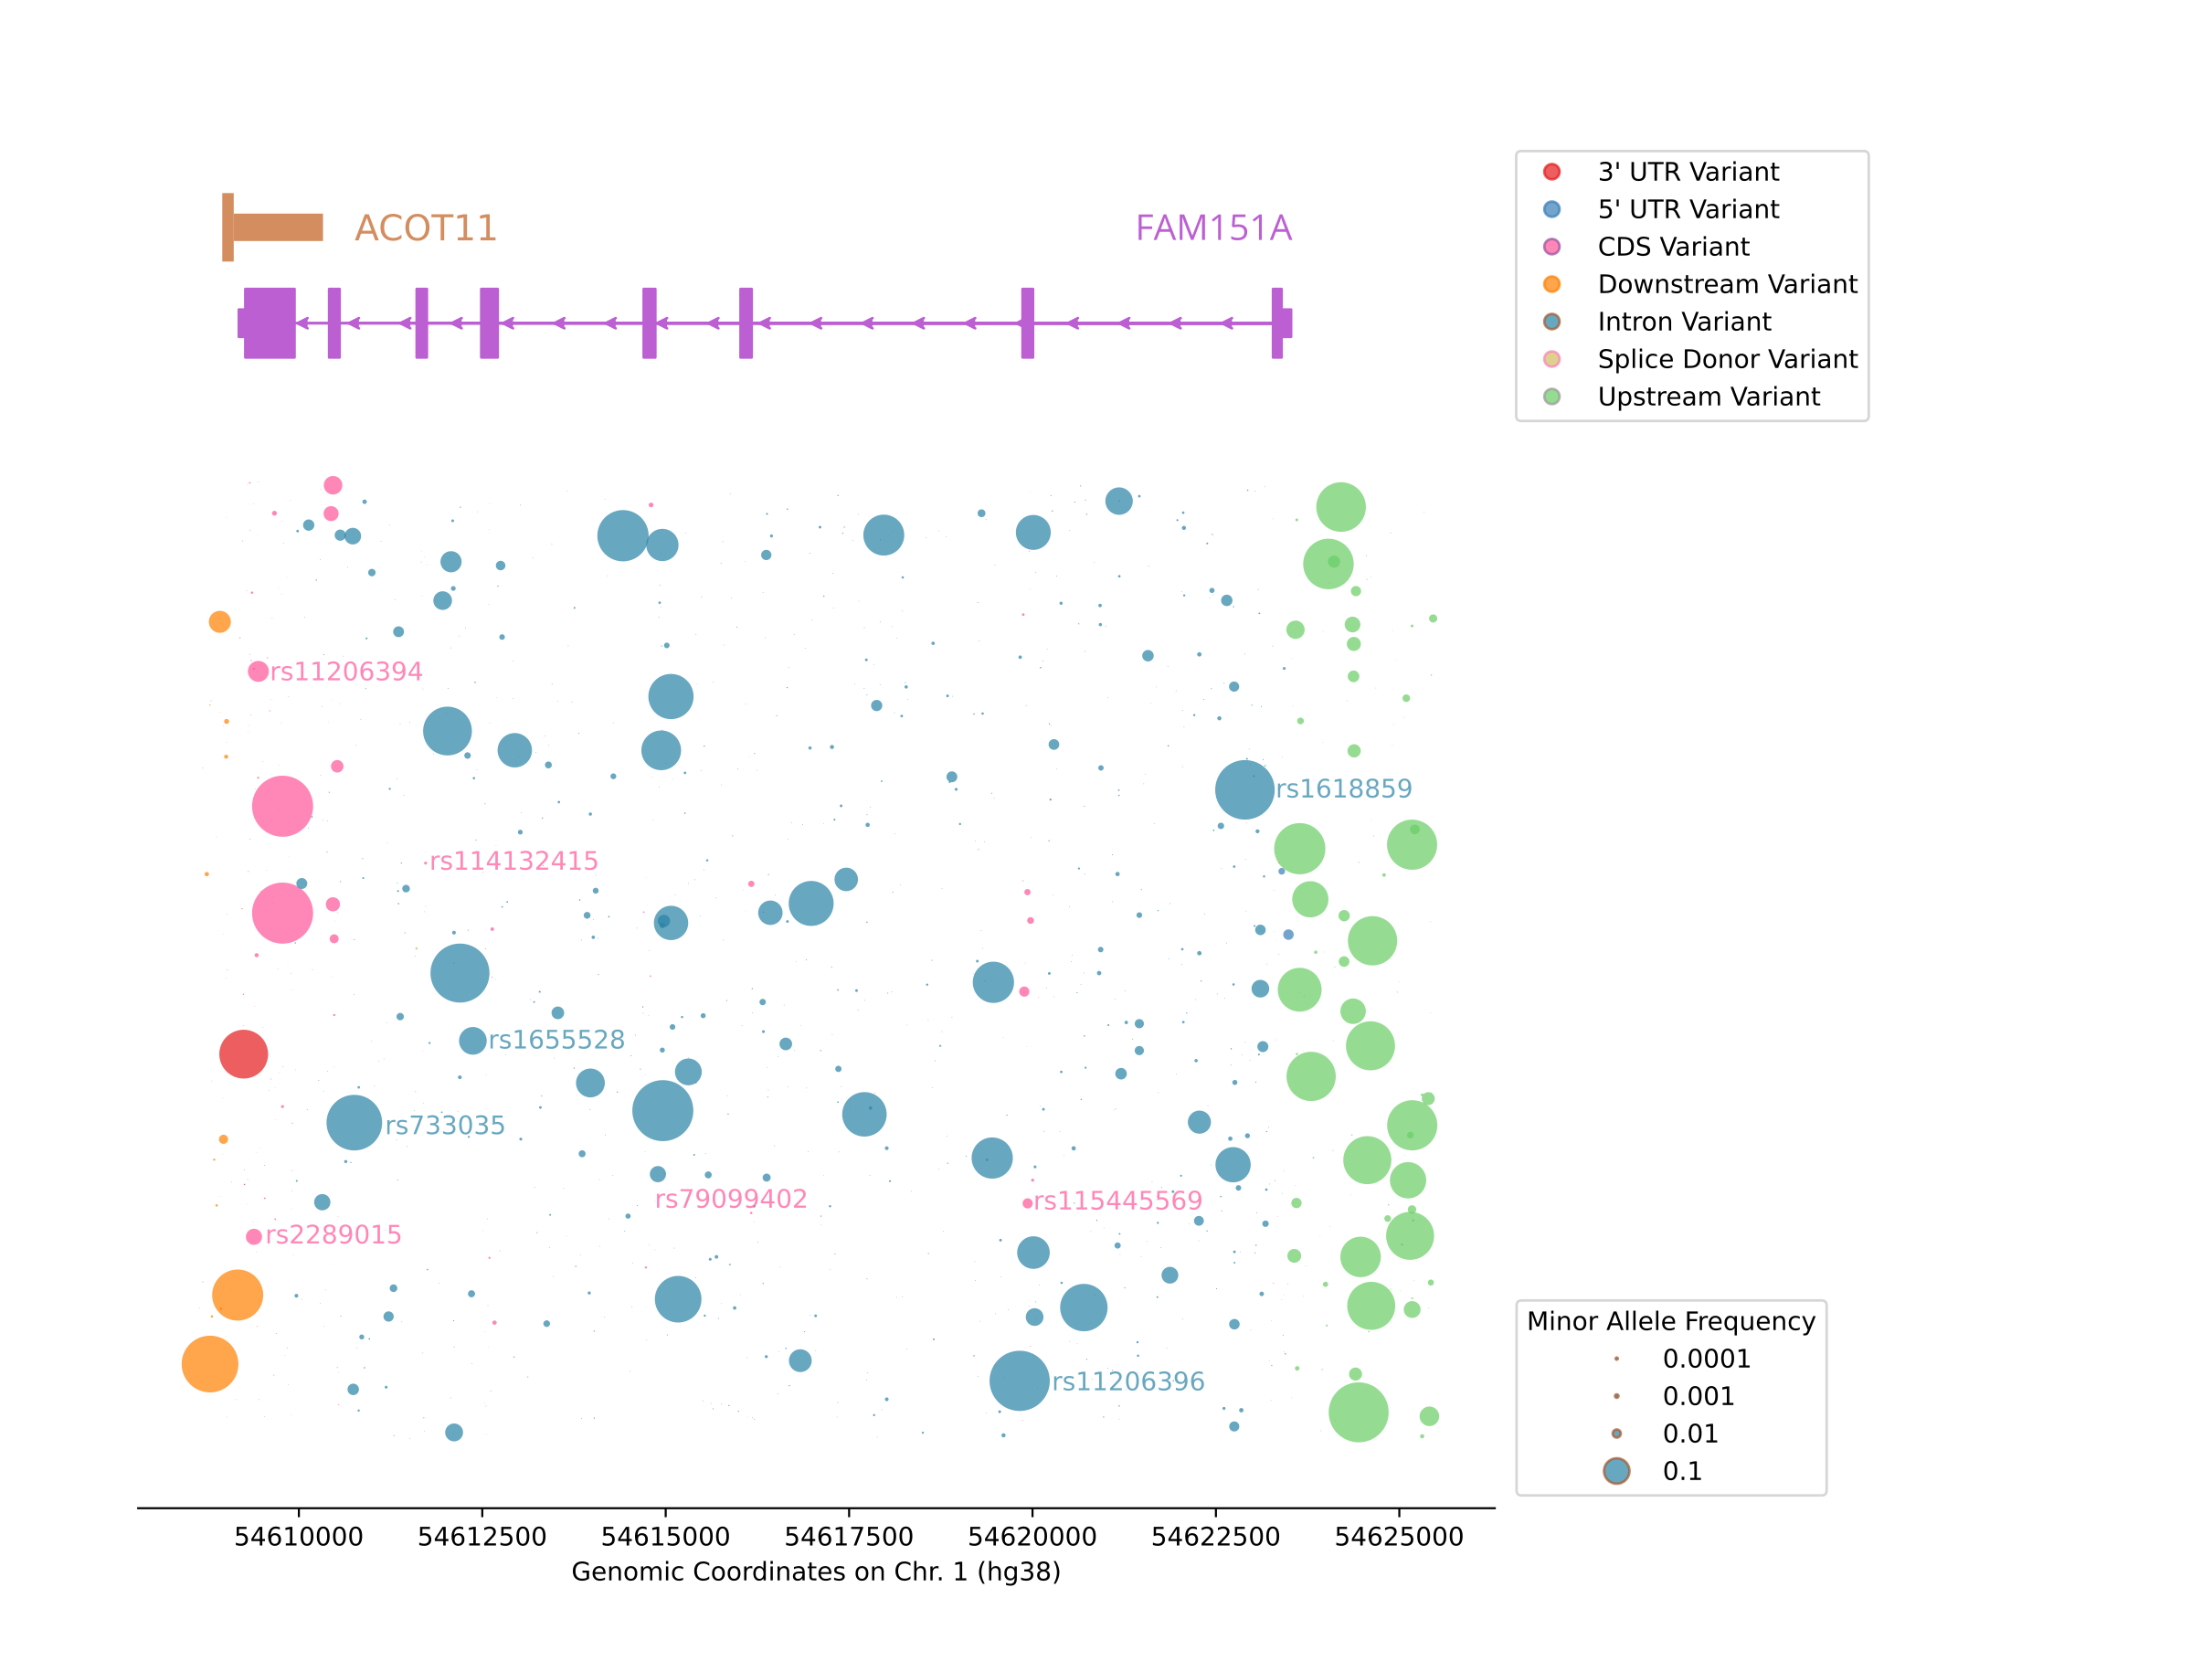 ACOT11
FAM151A
3' UTR Variant
5' UTR Variant
CDS Variant
Downstream Variant
Intron Variant
Splice Donor Variant
Upstream Variant
rs11206394
rs1618859
rs114132415
rs1655528
rs733035
rs79099402
rs115445569
rs2289015
rs11206396
Minor Allele Frequency
0.0001
0.001
0.01
0.1
54610000 54612500 54615000 54617500 54620000 54622500 54625000
Genomic Coordinates on Chr. 1 (hg38)